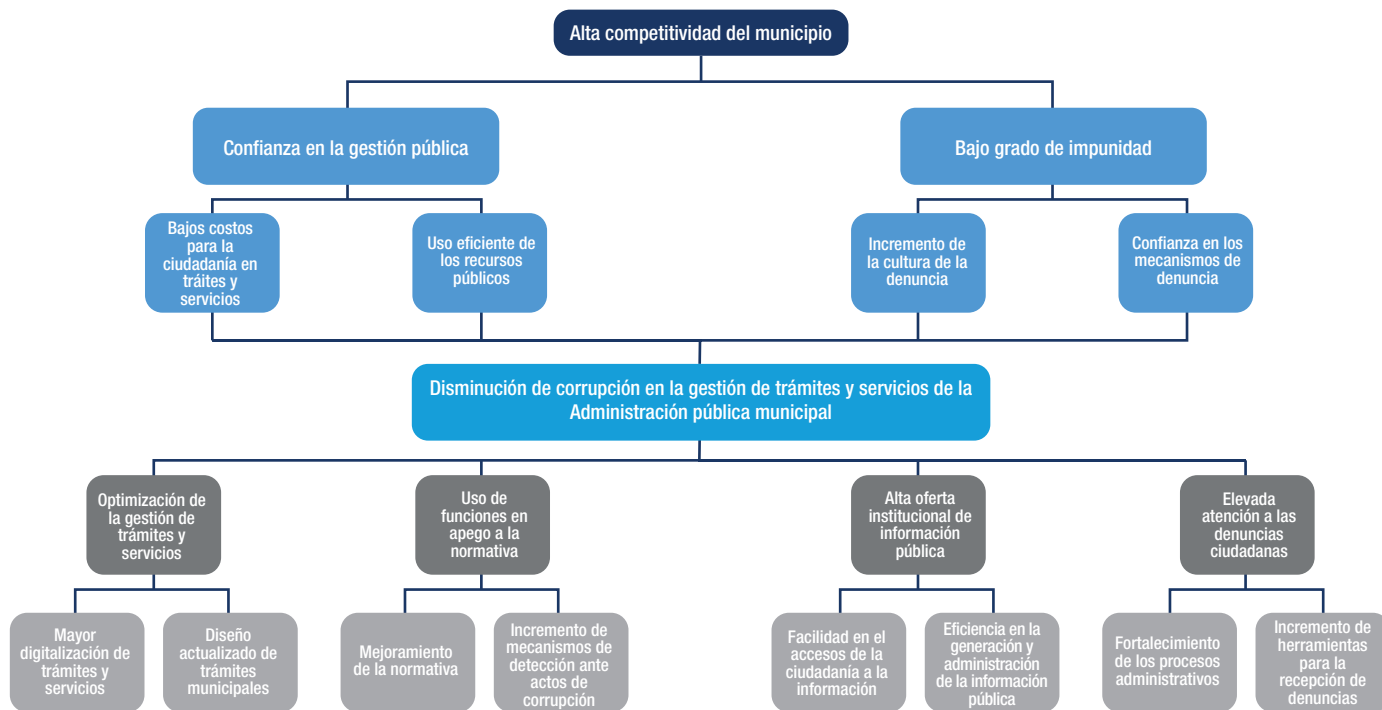 Alta competitividad del municipio
Confianza en la gestión pública
Bajo grado de impunidad
Bajos costos
para la
ciudadanía en
tráites y
servicios
Uso eficiente de
los recursos
públicos
Incremento de
la cultura de la
denuncia
Confianza en los
mecanismos de
denuncia
Disminución de corrupción en la gestión de trámites y servicios de la
Administración pública municipal
Optimización de
la gestión de
trámites y
servicios
Uso de
funciones en
apego a la
normativa
Alta oferta
institucional de
información
pública
Elevada
atención a las
denuncias
ciudadanas
Mayor
digitalización de
trámites y
servicios
Diseño
actualizado de
trámites
municipales
Mejoramiento
de la normativa
Incremento de
mecanismos de
detección ante
actos de
corrupción
Facilidad en el
accesos de la
ciudadanía a la
información
Eficiencia en la
generación y
administración
de la información
pública
Fortalecimiento
de los procesos
administrativos
Incremento de
herramientas
para la
recepción de
denuncias